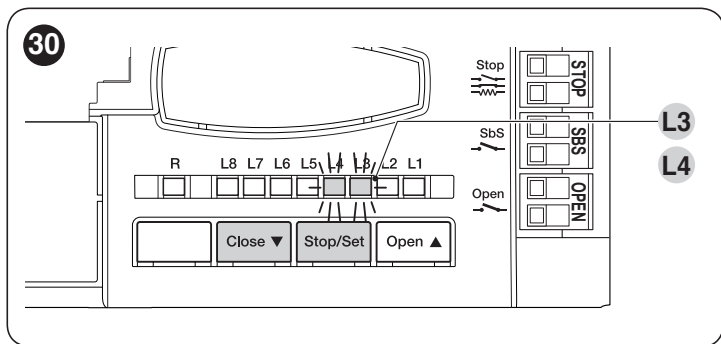 30
Stop
STOP
L3
SbS
SBS
L4
R L8 L7 L6 L5 L4 L3 L2 L1
Open
OPEN
Close ▼ Stop/Set Open ▲